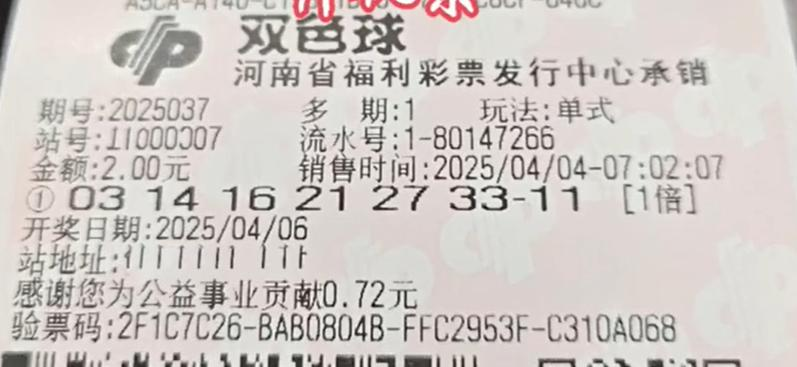 双色球
河南省福利彩票发行中心承销
期号:2025037 多 期:1 玩法:单式
站号:11000007 流水号:1-80147266
金额:2.00元 销售时间:2025/04/04-07:02:07
① 03 14 16 21 27 33-11 [1倍]
开奖日期:2025/04/06
站地址:
感谢您为公益事业贡献0.72元
验票码:2F1C7C26-BAB0804B-FFC2953F-C310A068